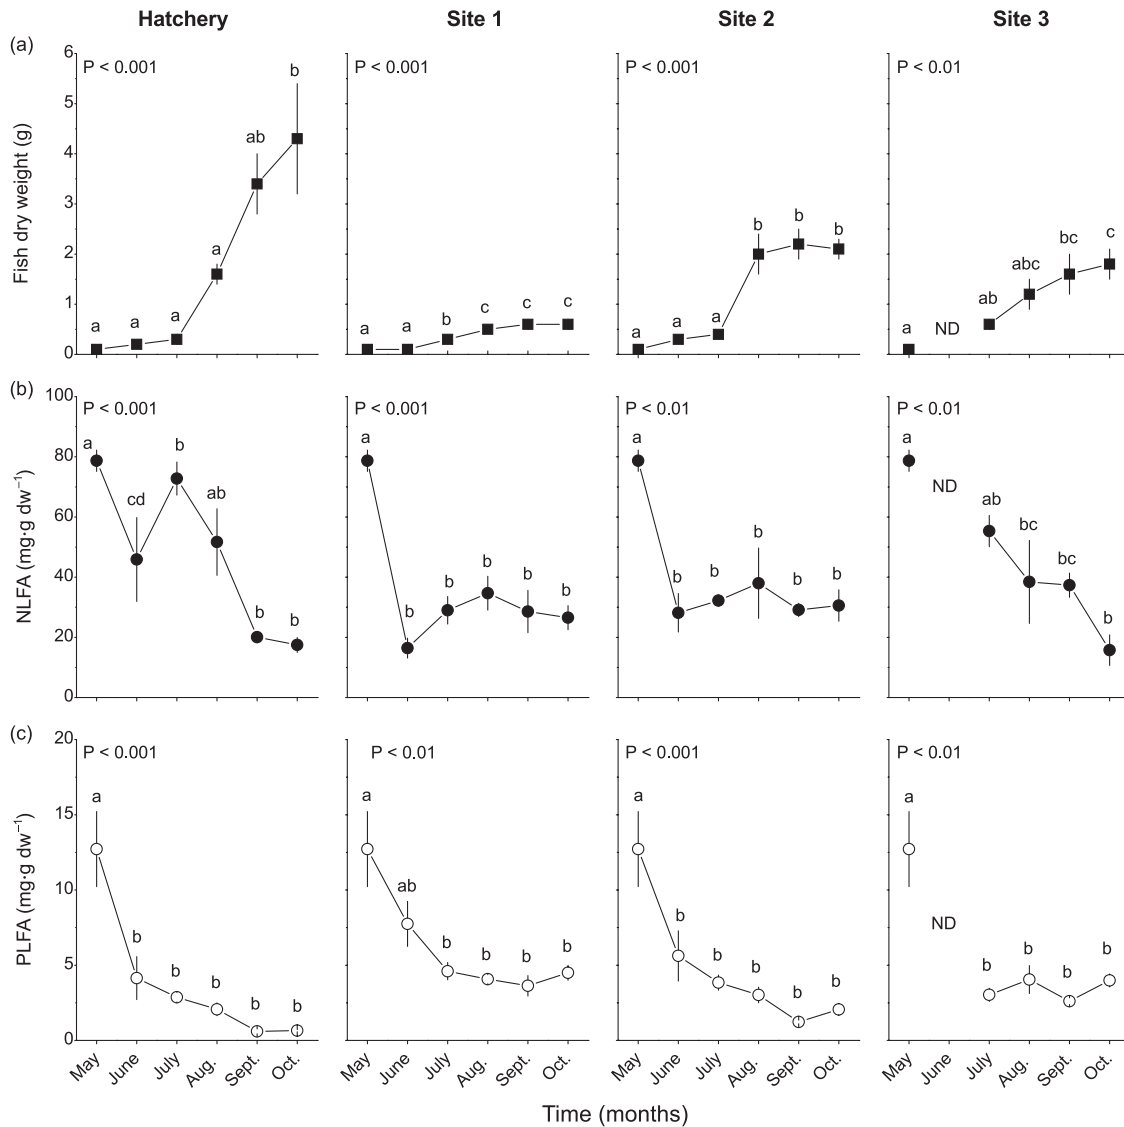 Hatchery Site 1 Site 2 Site 3
(a)
Fish dry weight (g)
6
5
4
3
2
1
0
P < 0.001
a a a a ab b
P < 0.001
a a b c c c
P < 0.001
a a a b b b
P < 0.01
a ND ab abc bc c
(b)
NLFA (mg·g dw⁻¹)
100
80
60
40
20
0
P < 0.001
a cd b ab b b
P < 0.001
a b b b b b
P < 0.01
a b b b b b
P < 0.01
a ND ab bc bc b
(c)
PLFA (mg·g dw⁻¹)
20
15
10
5
0
P < 0.001
a b b b b b
P < 0.01
a ab b b b b
P < 0.001
a b b b b b
P < 0.01
a ND b b b b
May June July Aug. Sept. Oct.
May June July Aug. Sept. Oct.
May June July Aug. Sept. Oct.
May June July Aug. Sept. Oct.
Time (months)